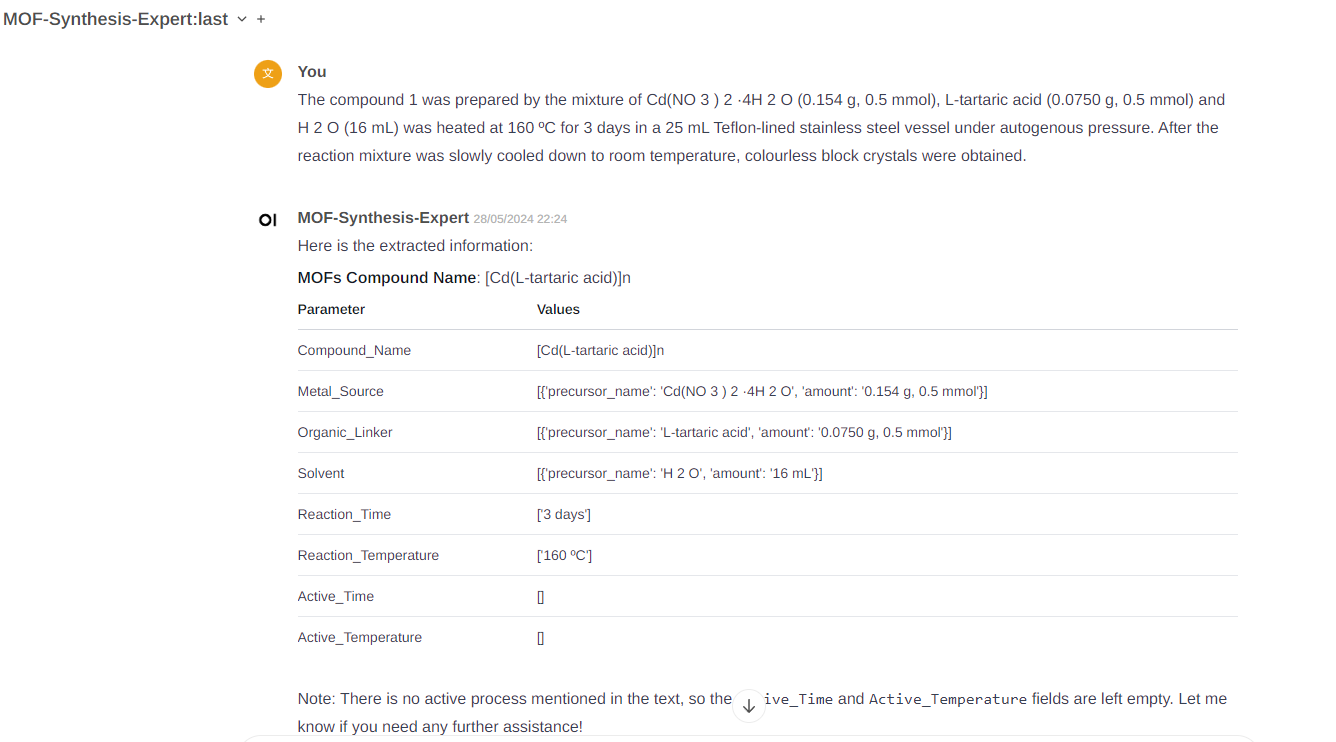 MOF-Synthesis-Expert:last
文
You
The compound 1 was prepared by the mixture of Cd(NO 3 ) 2 ·4H 2 O (0.154 g, 0.5 mmol), L-tartaric acid (0.0750 g, 0.5 mmol) and
H 2 O (16 mL) was heated at 160 ºC for 3 days in a 25 mL Teflon-lined stainless steel vessel under autogenous pressure. After the
reaction mixture was slowly cooled down to room temperature, colourless block crystals were obtained.
OI
MOF-Synthesis-Expert 28/05/2024 22:24
Here is the extracted information:
MOFs Compound Name: [Cd(L-tartaric acid)]n
Parameter Values
Compound_Name [Cd(L-tartaric acid)]n
Metal_Source [{'precursor_name': 'Cd(NO 3 ) 2 ·4H 2 O', 'amount': '0.154 g, 0.5 mmol'}]
Organic_Linker [{'precursor_name': 'L-tartaric acid', 'amount': '0.0750 g, 0.5 mmol'}]
Solvent [{'precursor_name': 'H 2 O', 'amount': '16 mL'}]
Reaction_Time ['3 days']
Reaction_Temperature ['160 ºC']
Active_Time []
Active_Temperature []
Note: There is no active process mentioned in the text, so the ive_Time and Active_Temperature fields are left empty. Let me
know if you need any further assistance!